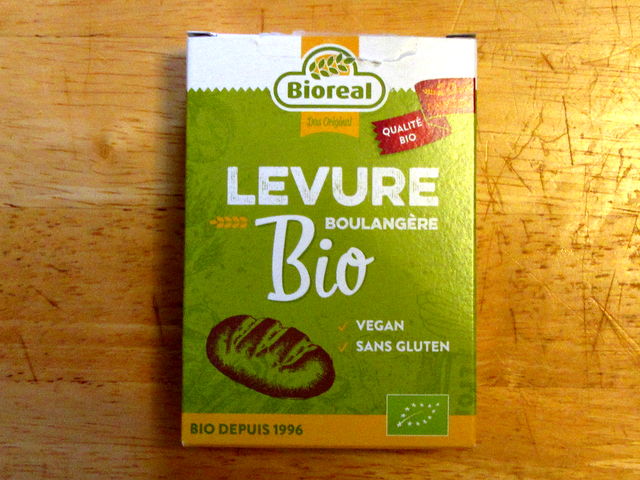 Bioreal
Das Original
QUALITÉ
BIO
LEVURE
BOULANGÈRE
Bio
VEGAN
SANS GLUTEN
BIO DEPUIS 1996